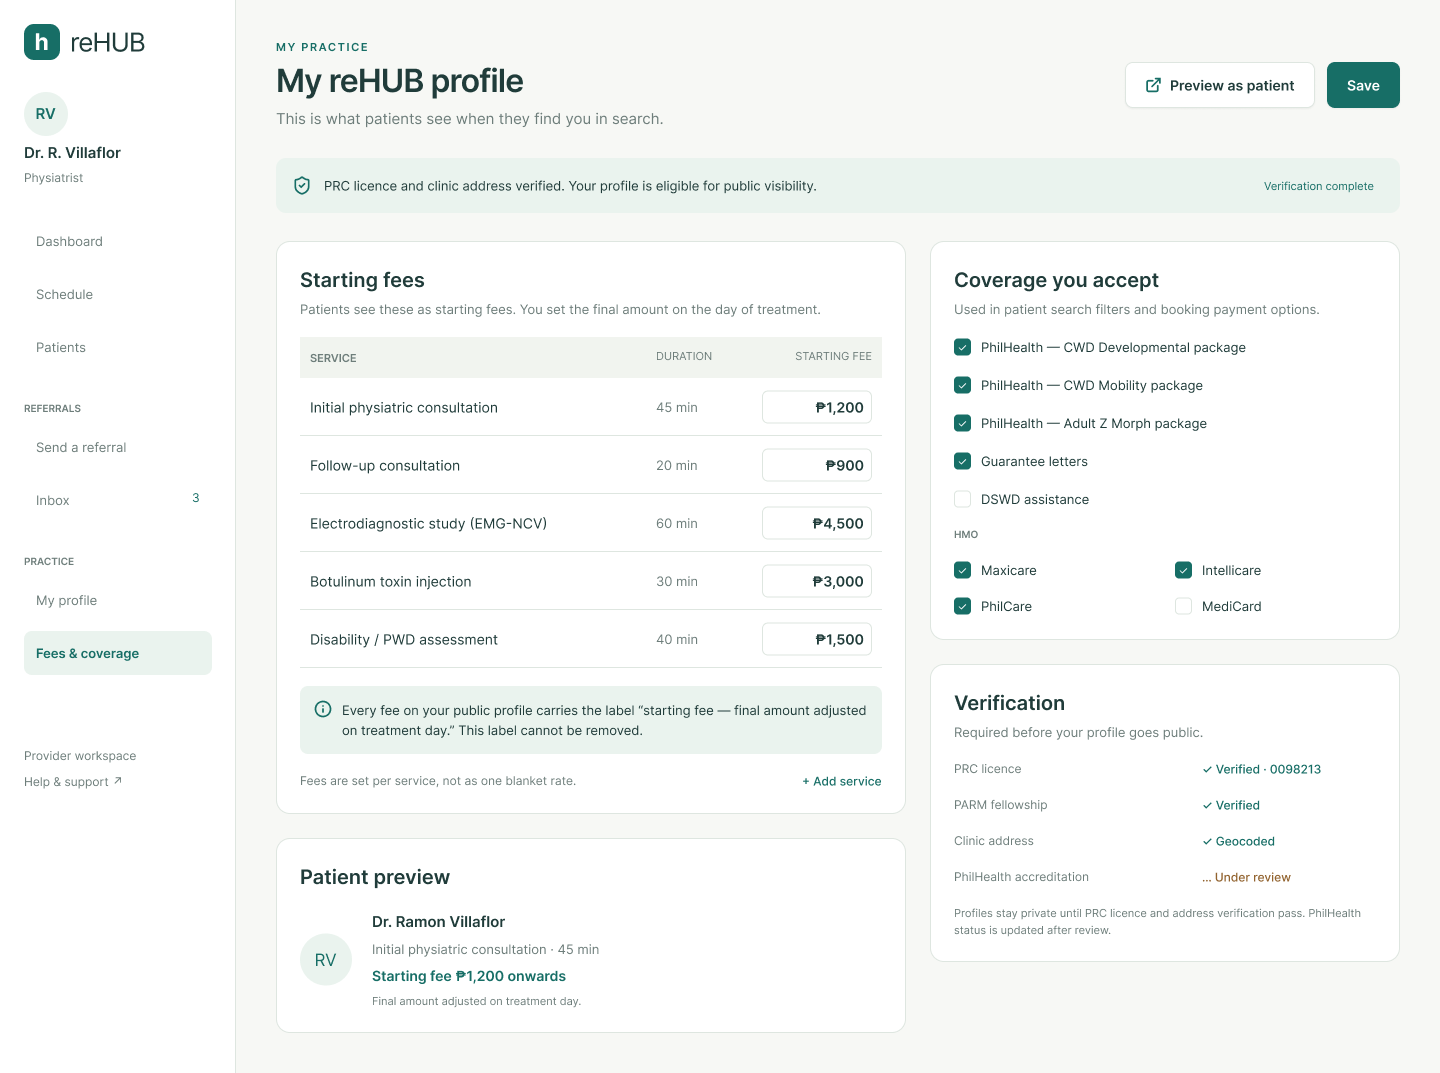 h reHUB
RV
Dr. R. Villaflor
Physiatrist
Dashboard
Schedule
Patients
REFERRALS
Send a referral
Inbox 3
PRACTICE
My profile
Fees & coverage
Provider workspace
Help & support ↗
MY PRACTICE
My reHUB profile
This is what patients see when they find you in search.
Preview as patient
Save
PRC licence and clinic address verified. Your profile is eligible for public visibility.
Verification complete
Starting fees
Patients see these as starting fees. You set the final amount on the day of treatment.
SERVICE DURATION STARTING FEE
Initial physiatric consultation 45 min ₱1,200
Follow-up consultation 20 min ₱900
Electrodiagnostic study (EMG-NCV) 60 min ₱4,500
Botulinum toxin injection 30 min ₱3,000
Disability / PWD assessment 40 min ₱1,500
Every fee on your public profile carries the label “starting fee — final amount adjusted
on treatment day.” This label cannot be removed.
Fees are set per service, not as one blanket rate.
+ Add service
Patient preview
RV
Dr. Ramon Villaflor
Initial physiatric consultation · 45 min
Starting fee ₱1,200 onwards
Final amount adjusted on treatment day.
Coverage you accept
Used in patient search filters and booking payment options.
PhilHealth — CWD Developmental package
PhilHealth — CWD Mobility package
PhilHealth — Adult Z Morph package
Guarantee letters
DSWD assistance
HMO
Maxicare Intellicare
PhilCare MediCard
Verification
Required before your profile goes public.
PRC licence ✓ Verified · 0098213
PARM fellowship ✓ Verified
Clinic address ✓ Geocoded
PhilHealth accreditation … Under review
Profiles stay private until PRC licence and address verification pass. PhilHealth
status is updated after review.